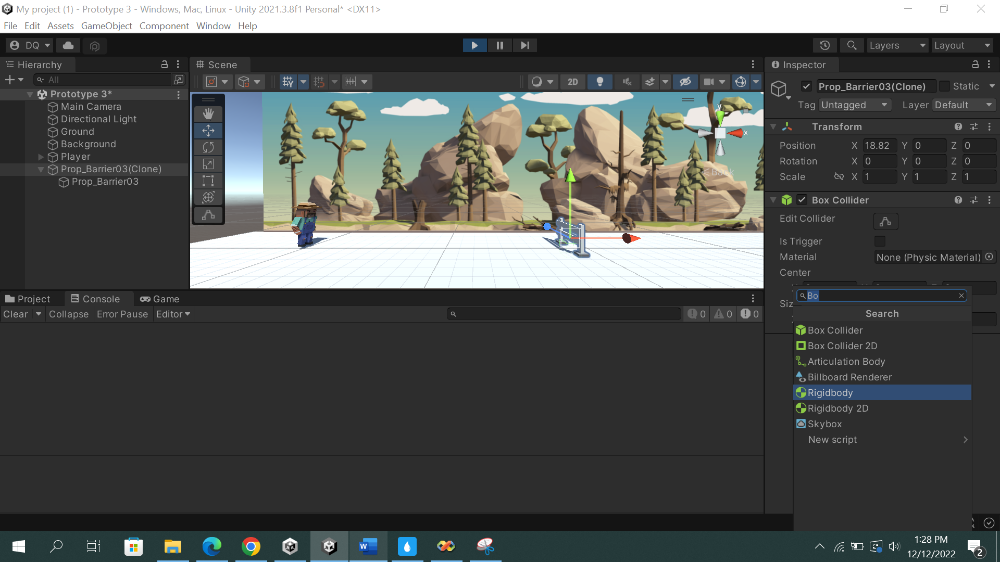 My project (1) - Prototype 3 - Windows, Mac, Linux - Unity 2021.3.8f1 Personal* <DX11>
File Edit Assets GameObject Component Window Help
DQ Layers Layout
Hierarchy
All
Prototype 3*
Main Camera
Directional Light
Ground
Background
Player
Prop_Barrier03(Clone)
Prop_Barrier03
Scene
2D
y
x
< Back
Inspector
Prop_Barrier03(Clone) Static
Tag Untagged Layer Default
Transform
Position X 18.82 Y 0 Z 0
Rotation X 0 Y 0 Z 0
Scale X 1 Y 1 Z 1
Box Collider
Edit Collider
Is Trigger
Material None (Physic Material)
Center
Bo
Search
Box Collider
Box Collider 2D
Articulation Body
Billboard Renderer
Rigidbody
Rigidbody 2D
Skybox
New script
Project Console Game
Clear Collapse Error Pause Editor 0 0 0
1:28 PM
12/12/2022
2